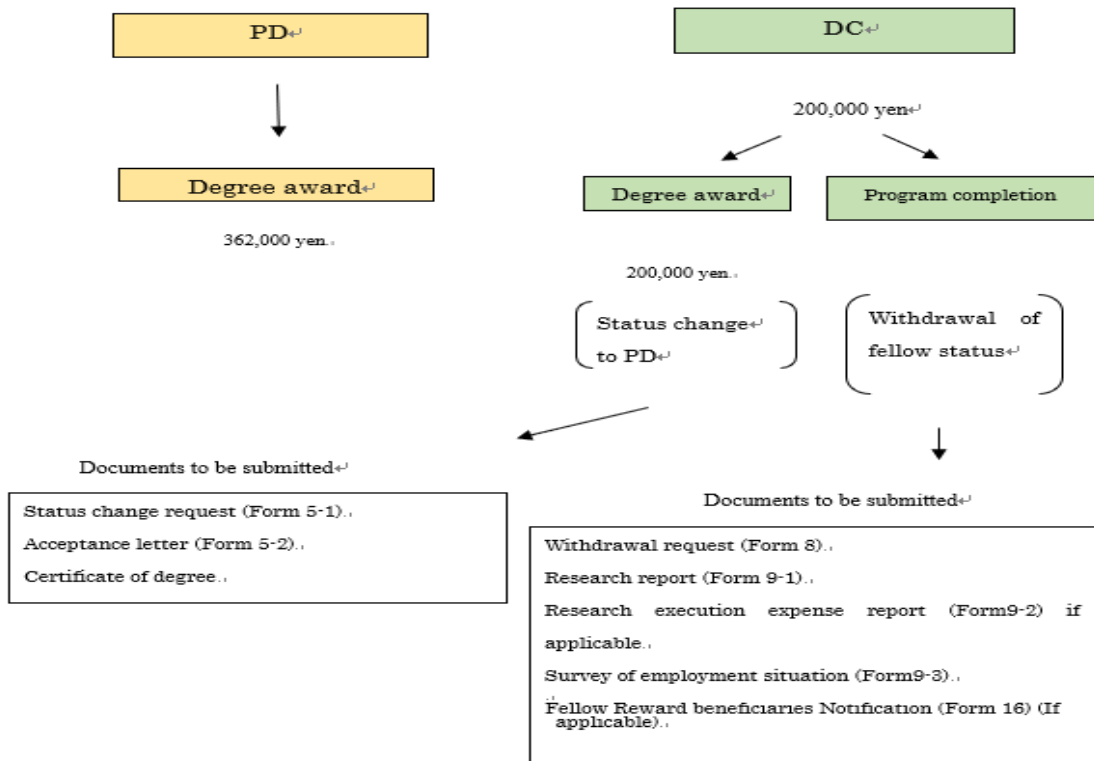 PD↵
DC↵
200,000 yen↵
Degree award↵
Degree award↵
Program completion
362,000 yen.↓
200,000 yen.↓
Status change↵
to PD↵
Withdrawal of
fellow status↵
Documents to be submitted↵
Status change request (Form 5-1).↓
Acceptance letter (Form 5-2).↓
Certificate of degree.↓
Documents to be submitted↵
Withdrawal request (Form 8).↓
Research report (Form 9-1).↓
Research execution expense report (Form9-2) if
applicable.↓
Survey of employment situation (Form9-3).↓
Fellow Reward beneficiaries Notification (Form 16) (If
applicable).↓